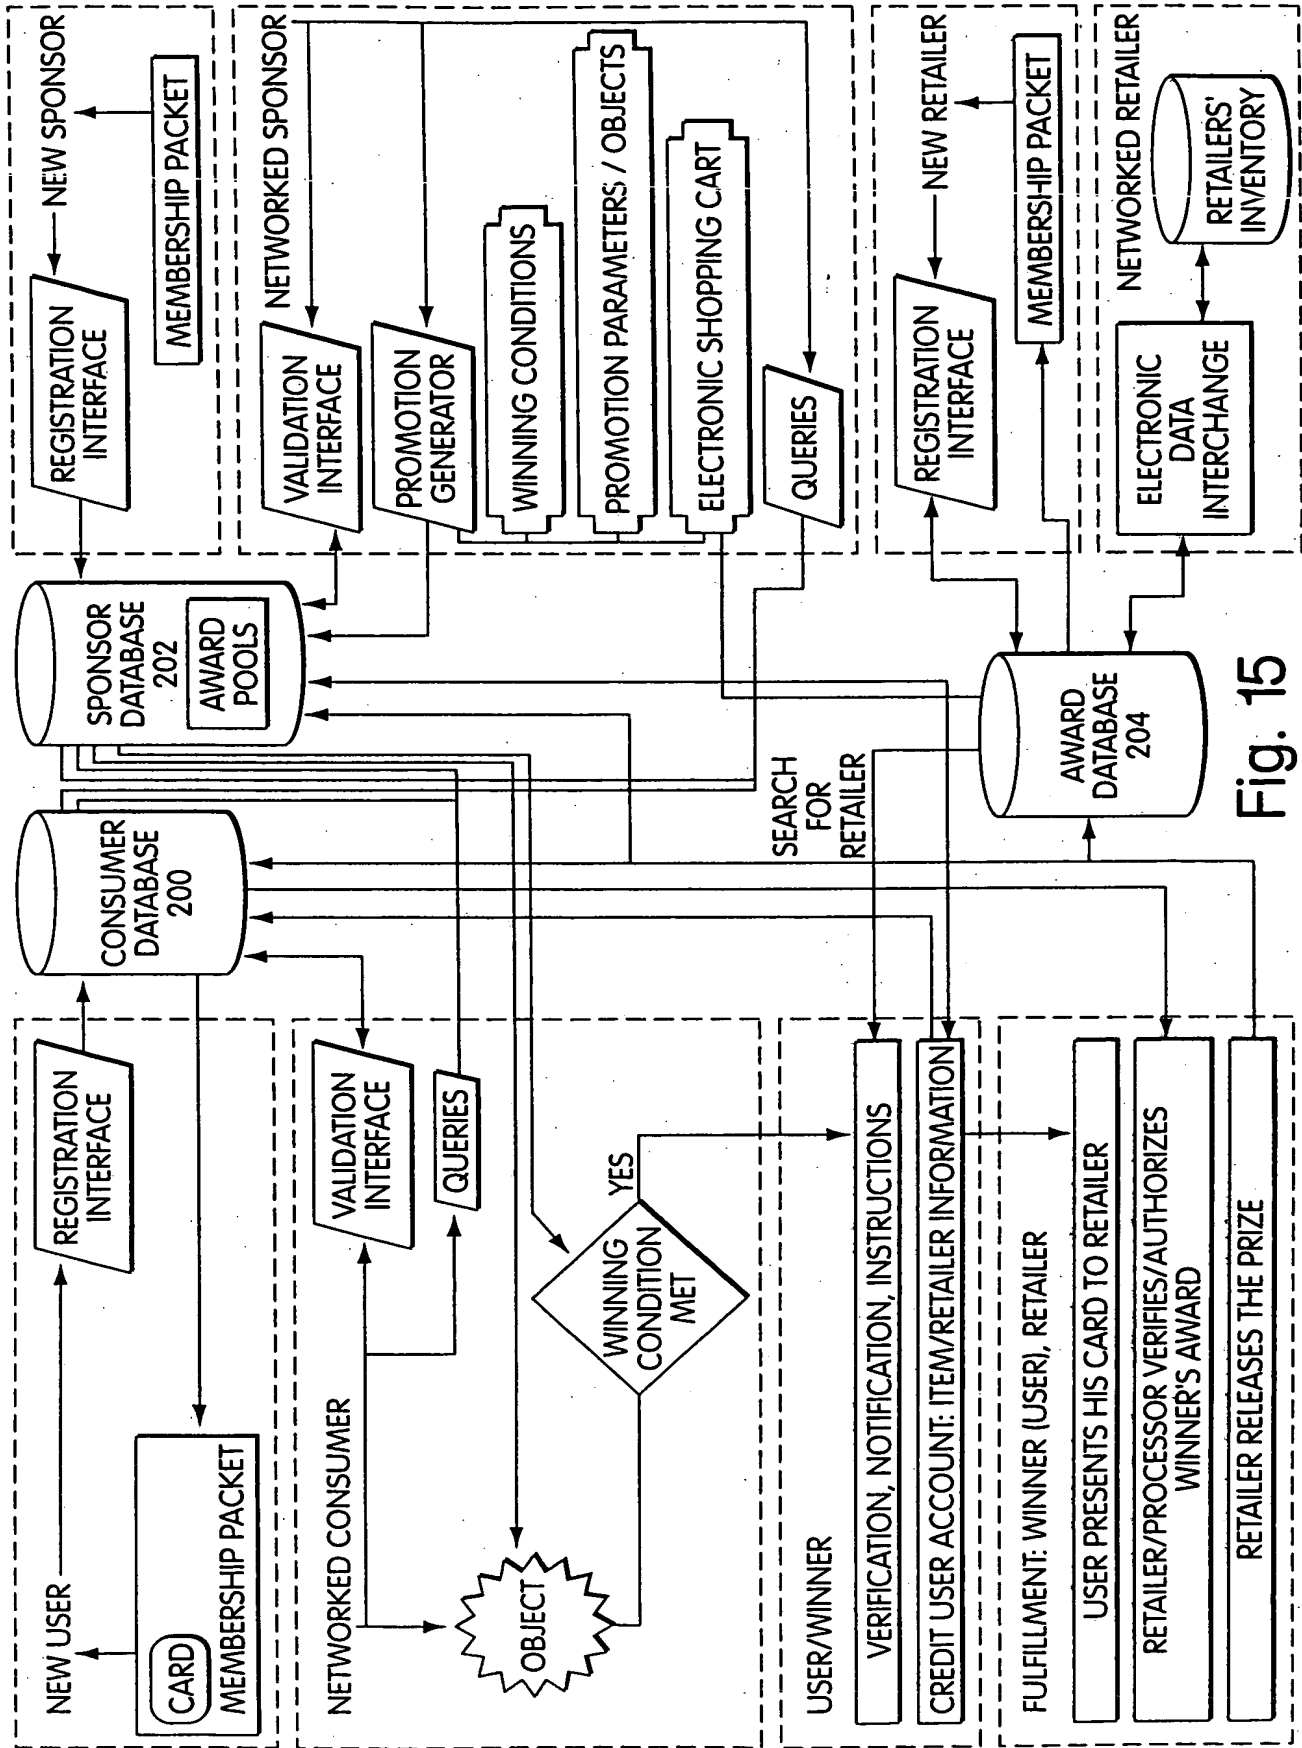 NEW USER
REGISTRATION
INTERFACE
CARD
MEMBERSHIP PACKET
CONSUMER
DATABASE
200
SPONSOR
DATABASE
202
AWARD
POOLS
REGISTRATION
INTERFACE
NEW SPONSOR
MEMBERSHIP PACKET
NETWORKED CONSUMER
VALIDATION
INTERFACE
QUERIES
OBJECT
WINNING
CONDITION
MET
YES
NETWORKED SPONSOR
VALIDATION
INTERFACE
PROMOTION
GENERATOR
WINNING CONDITIONS
PROMOTION PARAMETERS / OBJECTS
ELECTRONIC SHOPPING CART
QUERIES
USER/WINNER
VERIFICATION, NOTIFICATION, INSTRUCTIONS
CREDIT USER ACCOUNT: ITEM/RETAILER INFORMATION
SEARCH
FOR
RETAILER
NEW RETAILER
REGISTRATION
INTERFACE
MEMBERSHIP PACKET
FULFILLMENT: WINNER (USER), RETAILER
USER PRESENTS HIS CARD TO RETAILER
RETAILER/PROCESSOR VERIFIES/AUTHORIZES
WINNER'S AWARD
RETAILER RELEASES THE PRIZE
AWARD
DATABASE
204
NETWORKED RETAILER
ELECTRONIC
DATA
INTERCHANGE
RETAILERS'
INVENTORY
Fig. 15